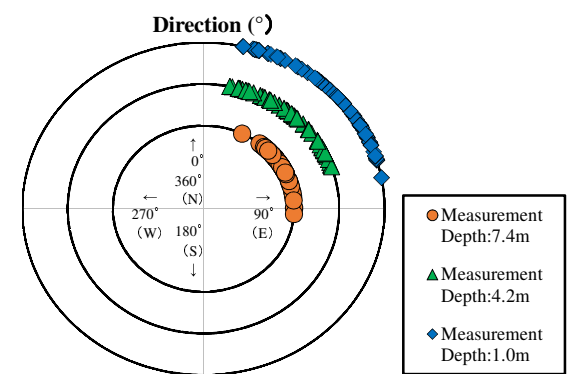 Direction (°)
↑
0°
360°
(N)
←
270°
(W)
→
90°
(E)
180°
(S)
↓
Measurement
Depth:7.4m
Measurement
Depth:4.2m
Measurement
Depth:1.0m